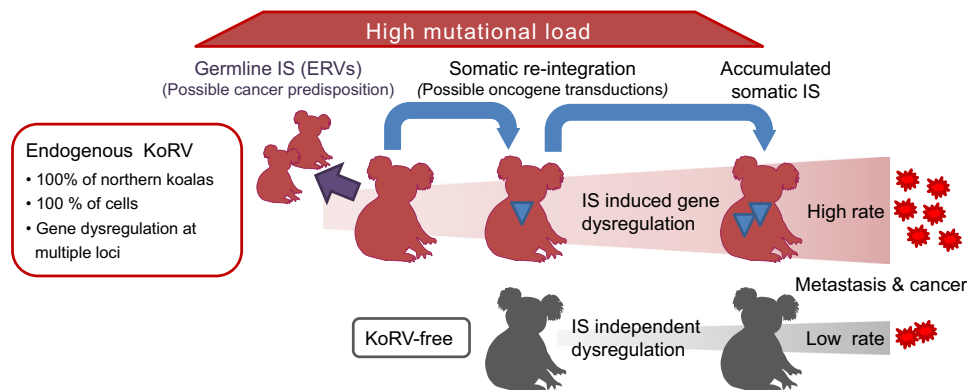 High mutational load
Germline IS (ERVs)
(Possible cancer predisposition)
Somatic re-integration
(Possible oncogene transductions)
Accumulated
somatic IS
Endogenous KoRV
• 100% of northern koalas
• 100 % of cells
• Gene dysregulation at
multiple loci
IS induced gene
dysregulation
High rate
Metastasis & cancer
KoRV-free
IS independent
dysregulation
Low rate